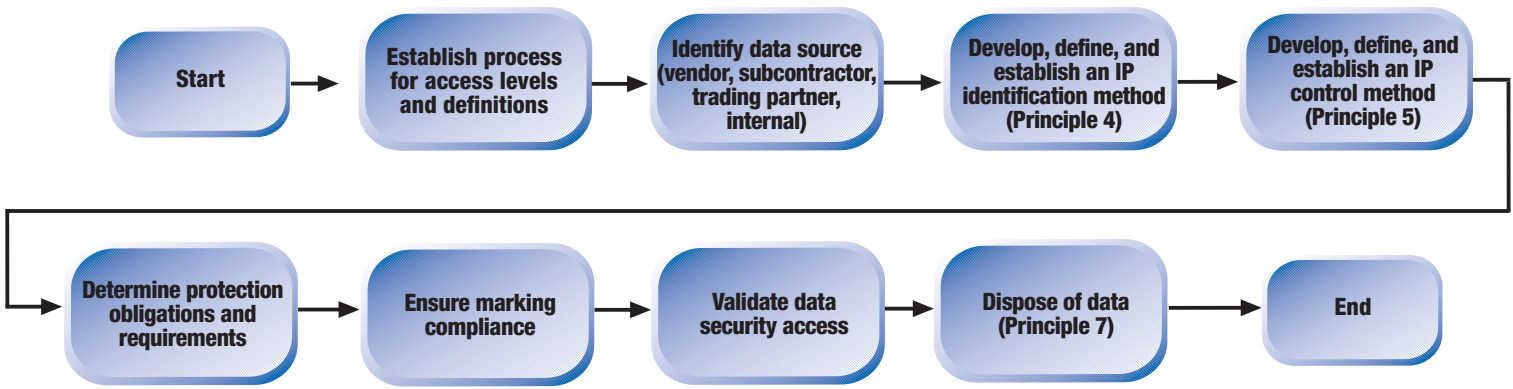 Start
Establish process
for access levels
and definitions
Identify data source
(vendor, subcontractor,
trading partner,
internal)
Develop, define, and
establish an IP
identification method
(Principle 4)
Develop, define, and
establish an IP
control method
(Principle 5)
Determine protection
obligations and
requirements
Ensure marking
compliance
Validate data
security access
Dispose of data
(Principle 7)
End